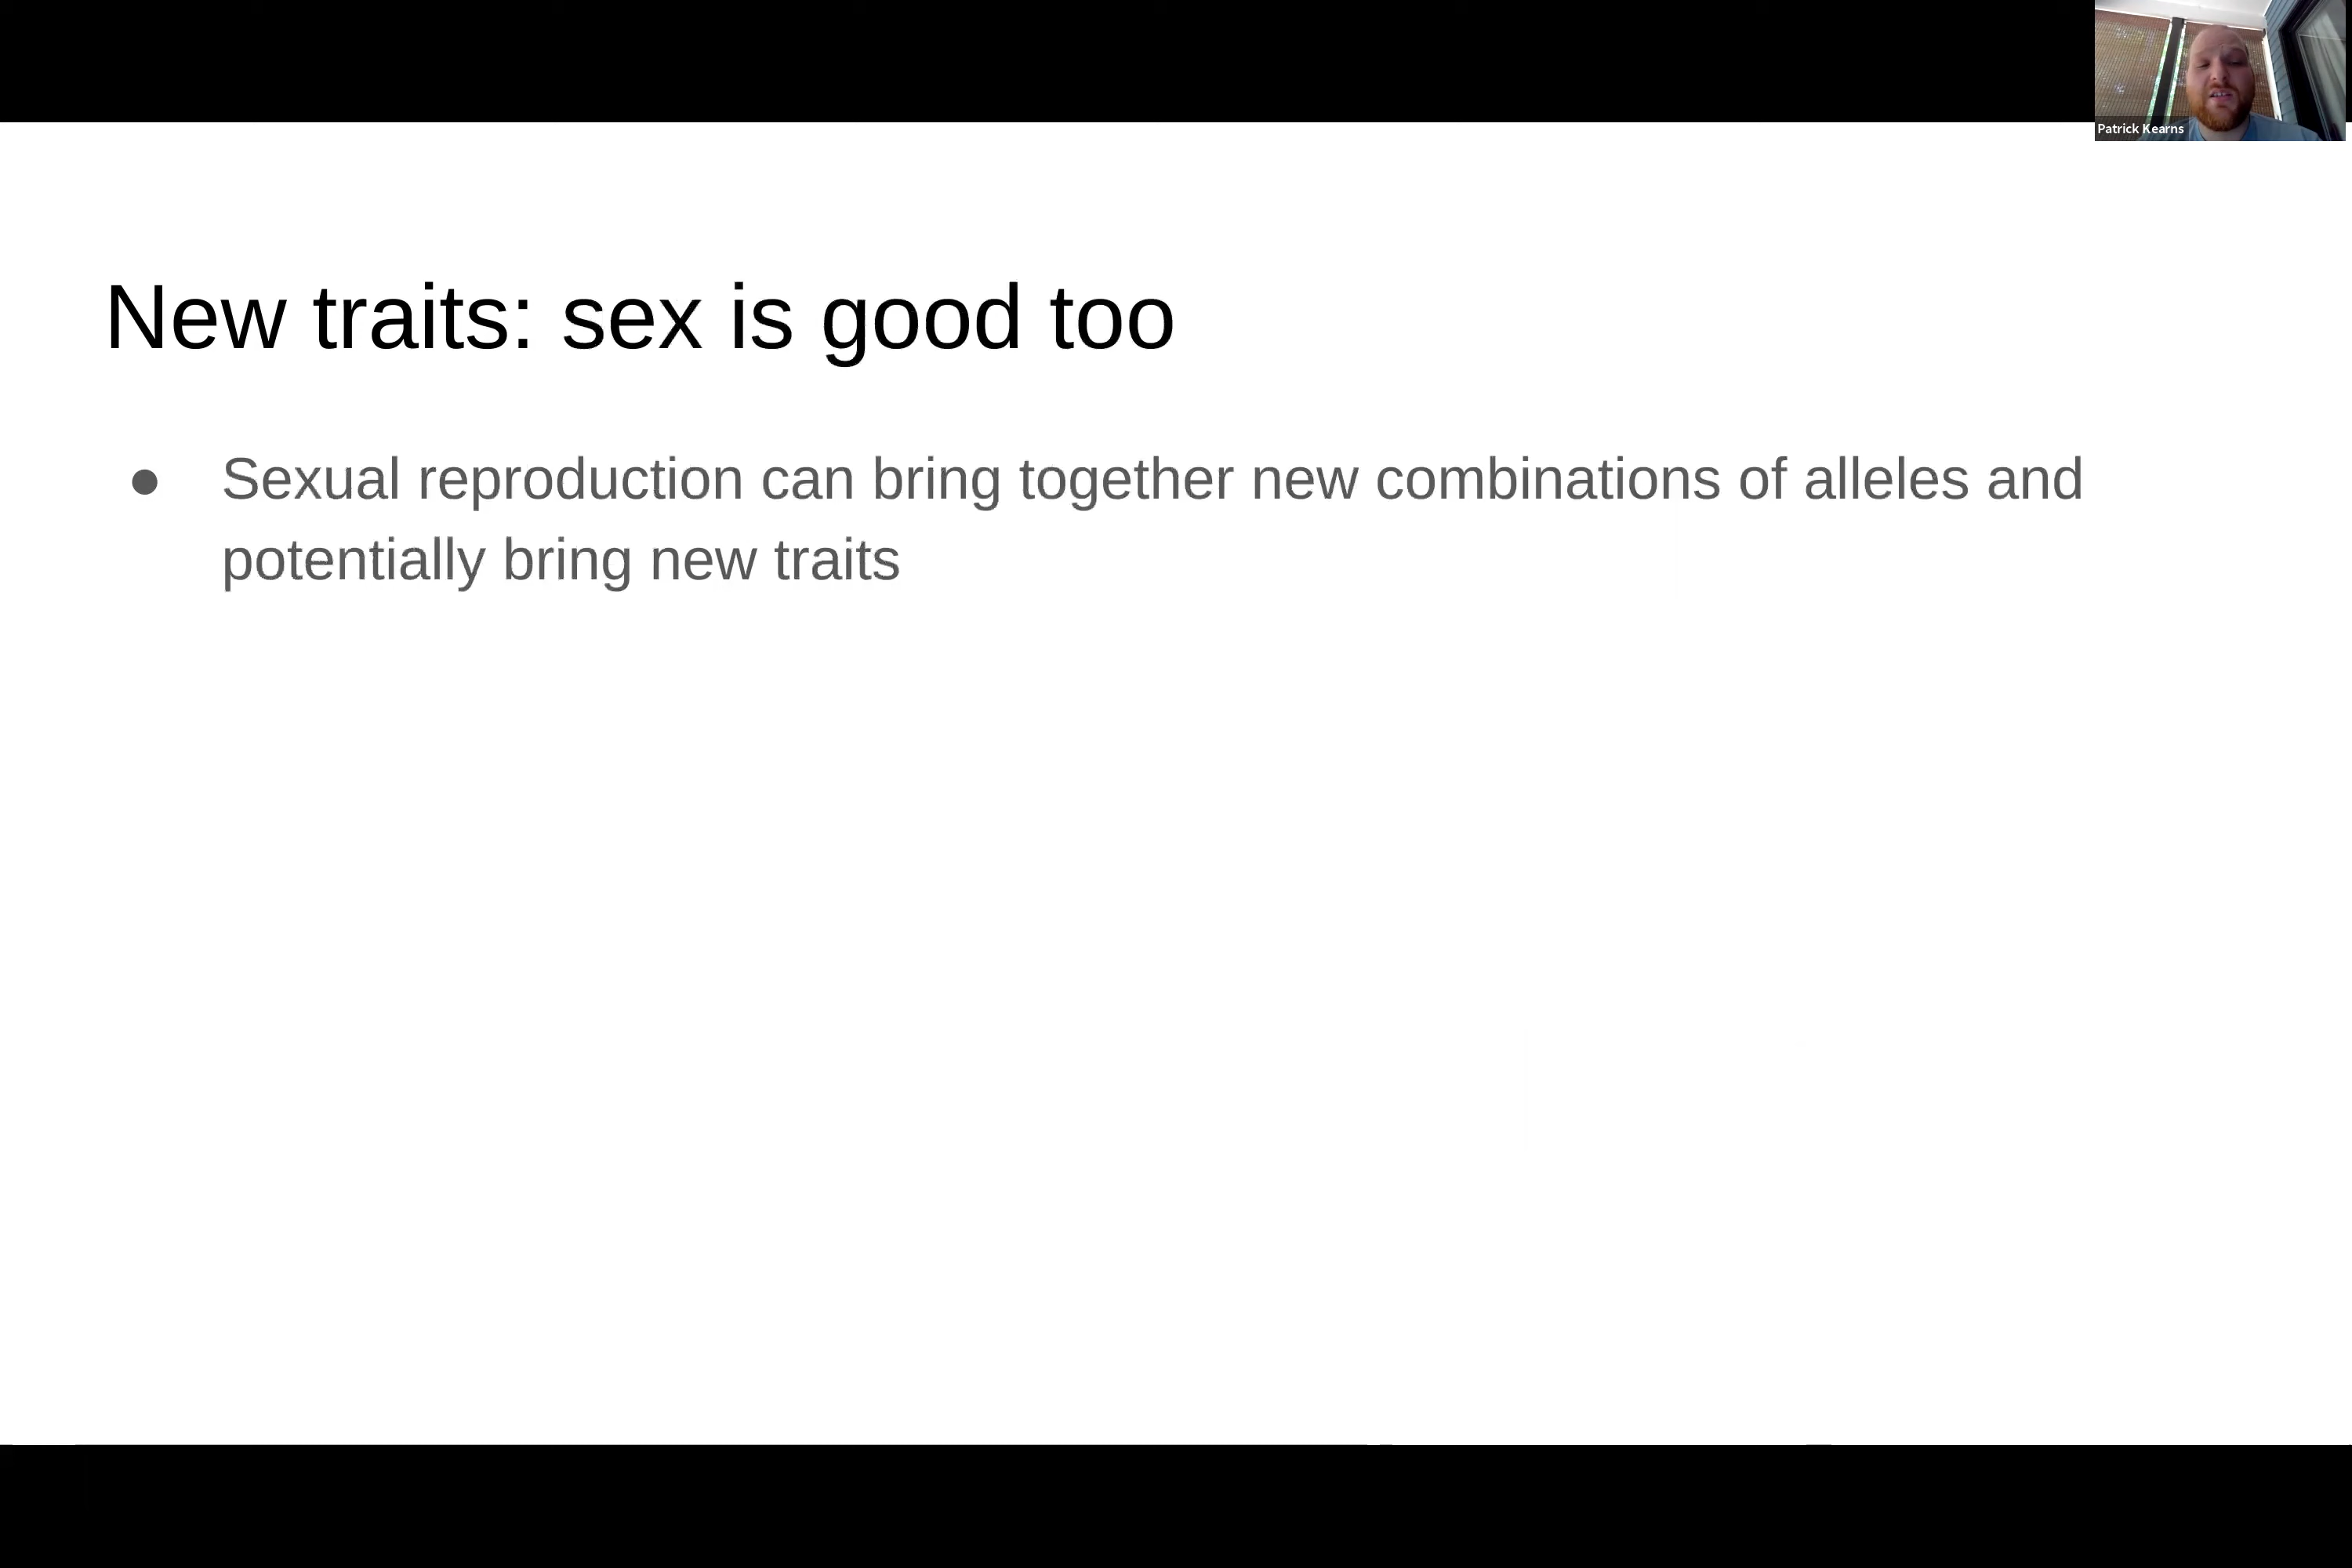 Patrick Kearns
New traits: sex is good too
● Sexual reproduction can bring together new combinations of alleles and
potentially bring new traits